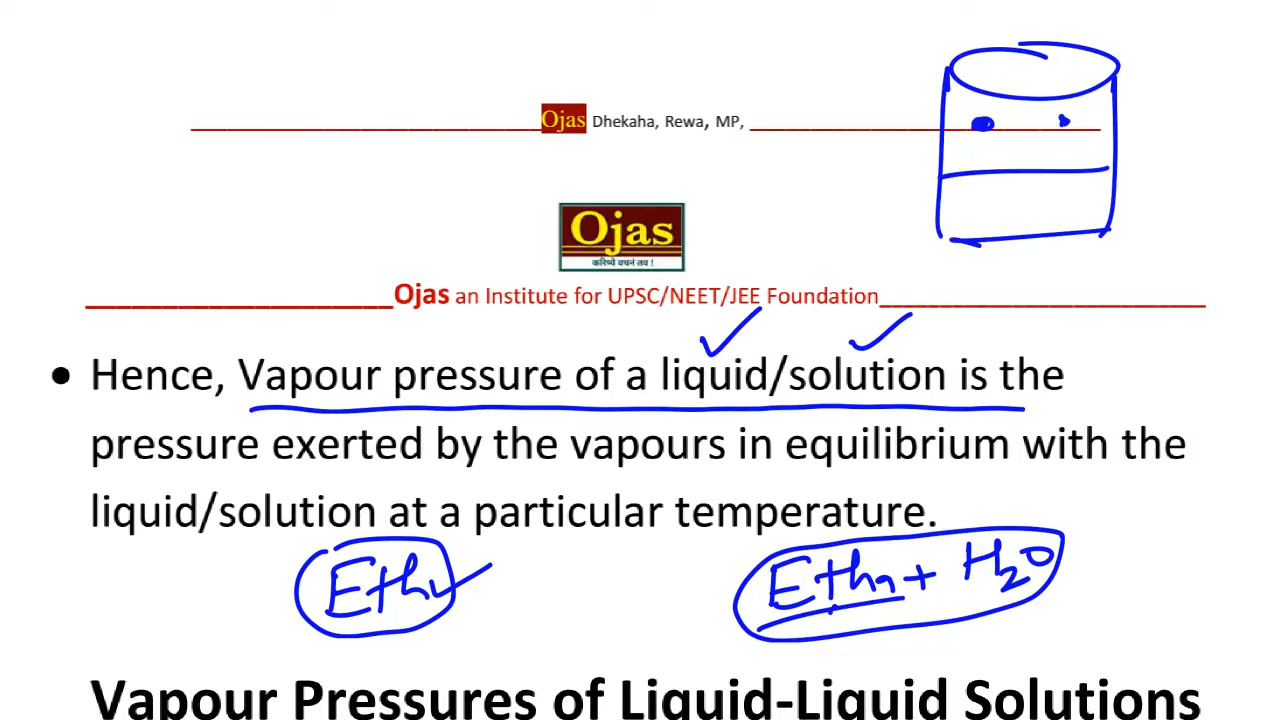 Ojas Dhekaha, Rewa, MP,
Ojas
करिष्ये वचनं तव !
Ojas an Institute for UPSC/NEET/JEE Foundation
• Hence, Vapour pressure of a liquid/solution is the
pressure exerted by the vapours in equilibrium with the
liquid/solution at a particular temperature.
Etha + H₂O
Vapour Pressures of Liquid-Liquid Solutions